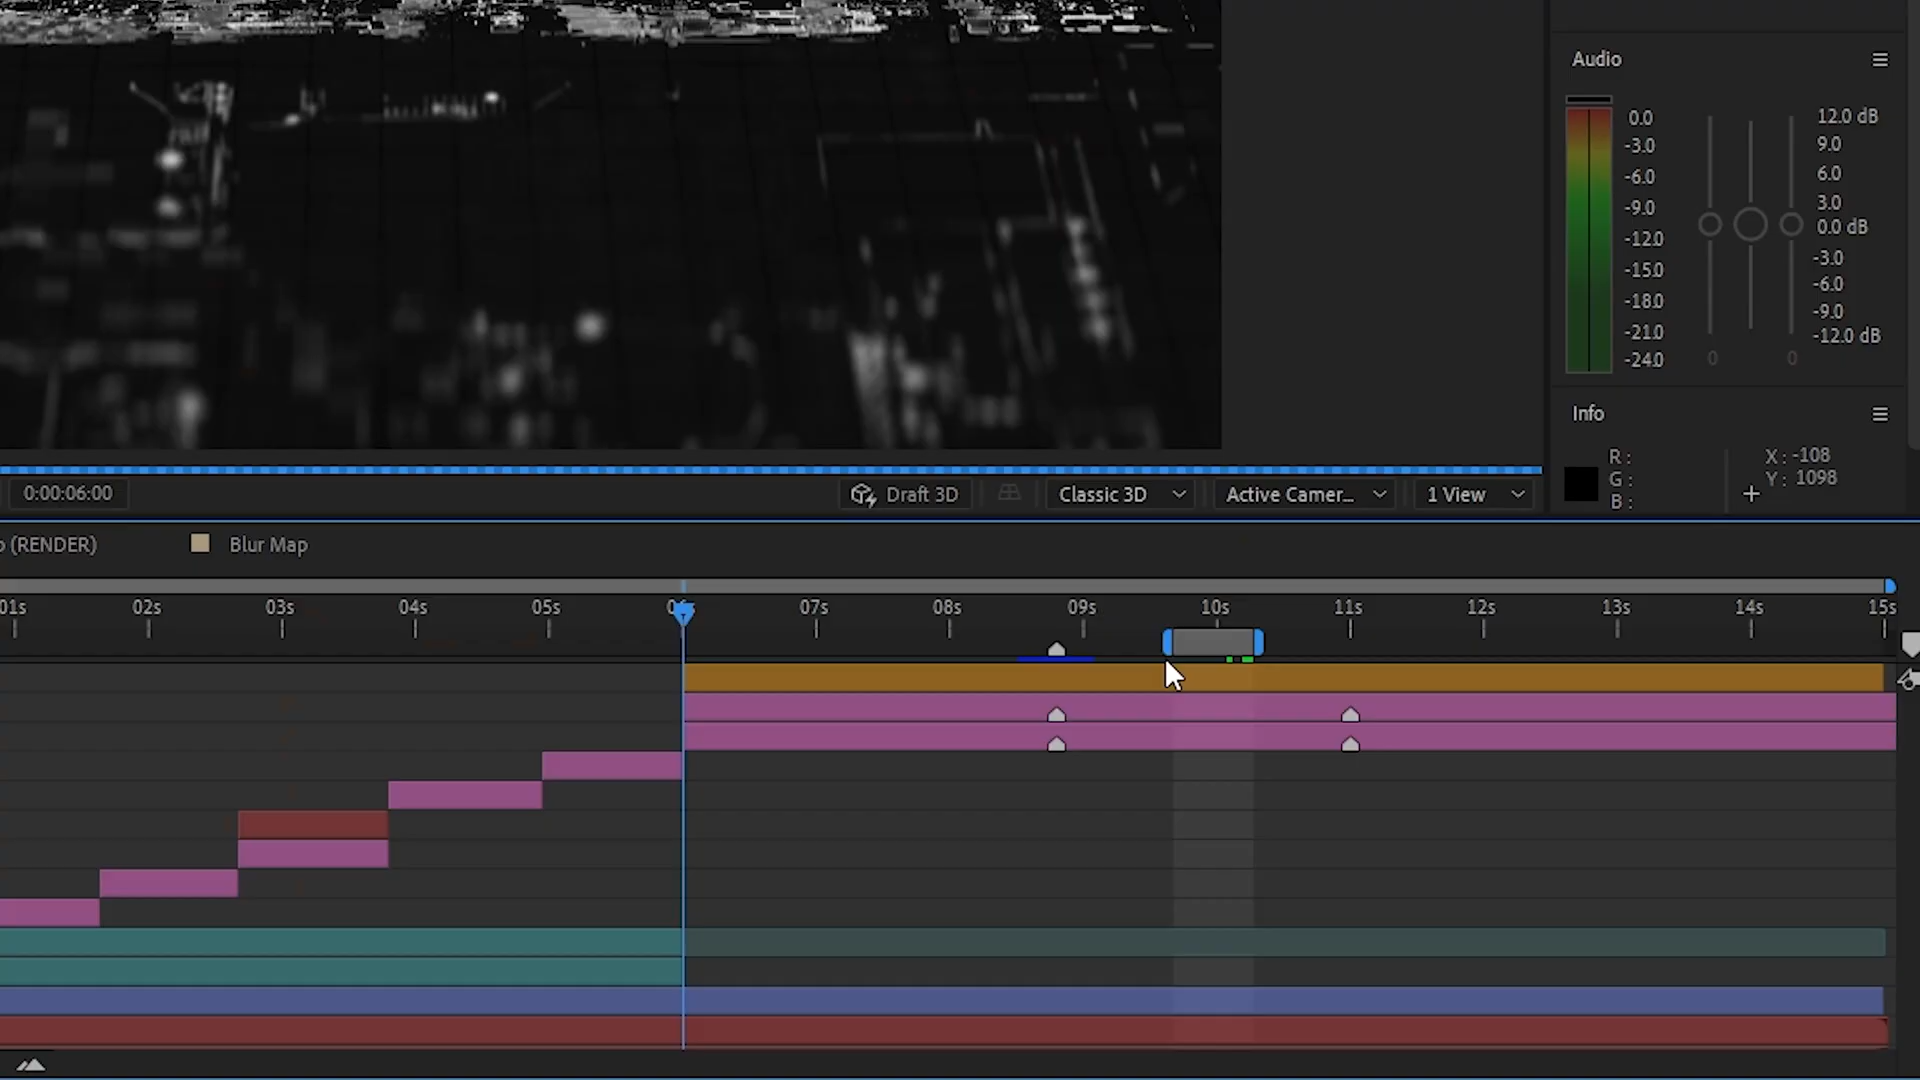 Audio
0.0
-3.0
-6.0
-9.0
-12.0
-15.0
-18.0
-21.0
-24.0
12.0 dB
9.0
6.0
3.0
0.0 dB
-3.0
-6.0
-9.0
-12.0 dB
0 0
Info
R :
G :
B :
X : -108
Y : 1098
0:00:06:00
Draft 3D
Classic 3D
Active Camer...
1 View
(RENDER)
Blur Map
01s 02s 03s 04s 05s 07s 08s 09s 10s 11s 12s 13s 14s 15s